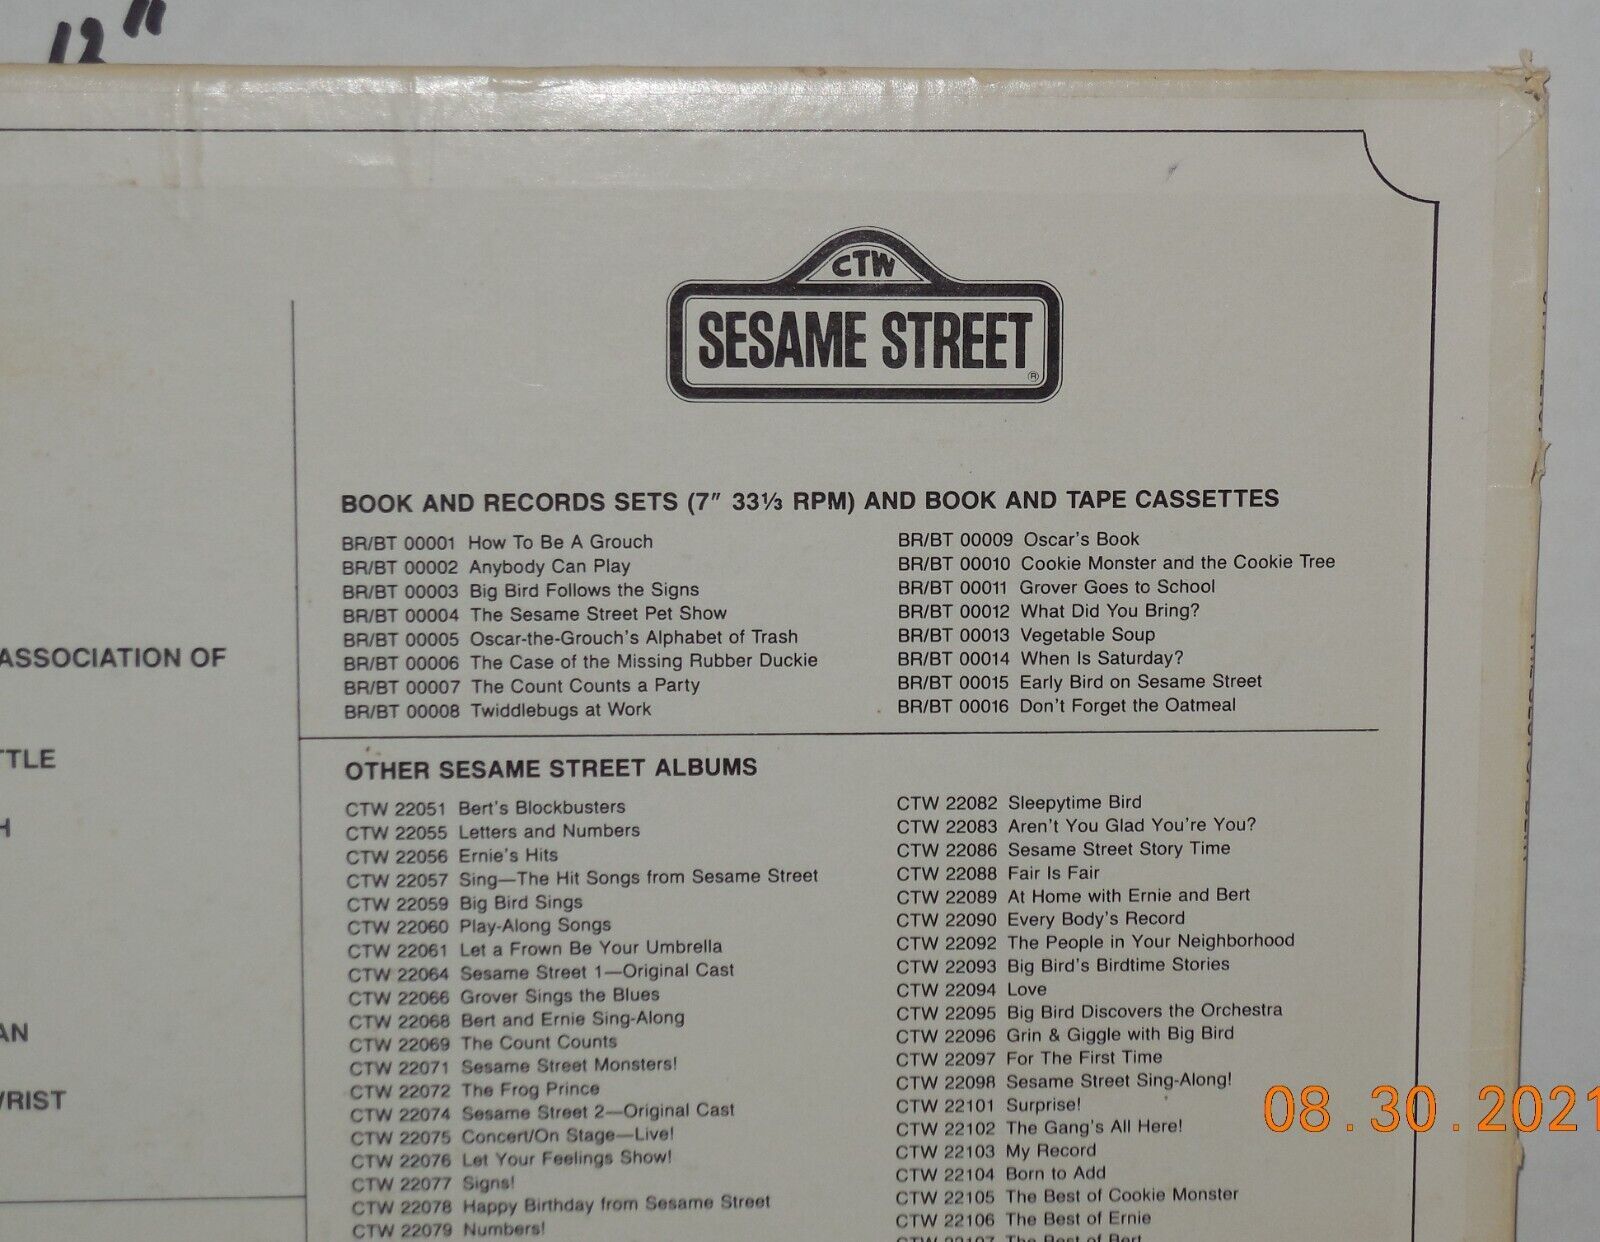 12"
CTW
SESAME STREET
®
BOOK AND RECORDS SETS (7" 33⅓ RPM) AND BOOK AND TAPE CASSETTES
BR/BT 00001 How To Be A Grouch
BR/BT 00002 Anybody Can Play
BR/BT 00003 Big Bird Follows the Signs
BR/BT 00004 The Sesame Street Pet Show
BR/BT 00005 Oscar-the-Grouch's Alphabet of Trash
BR/BT 00006 The Case of the Missing Rubber Duckie
BR/BT 00007 The Count Counts a Party
BR/BT 00008 Twiddlebugs at Work
BR/BT 00009 Oscar's Book
BR/BT 00010 Cookie Monster and the Cookie Tree
BR/BT 00011 Grover Goes to School
BR/BT 00012 What Did You Bring?
BR/BT 00013 Vegetable Soup
BR/BT 00014 When Is Saturday?
BR/BT 00015 Early Bird on Sesame Street
BR/BT 00016 Don't Forget the Oatmeal
OTHER SESAME STREET ALBUMS
CTW 22051 Bert's Blockbusters
CTW 22055 Letters and Numbers
CTW 22056 Ernie's Hits
CTW 22057 Sing—The Hit Songs from Sesame Street
CTW 22059 Big Bird Sings
CTW 22060 Play-Along Songs
CTW 22061 Let a Frown Be Your Umbrella
CTW 22064 Sesame Street 1—Original Cast
CTW 22066 Grover Sings the Blues
CTW 22068 Bert and Ernie Sing-Along
CTW 22069 The Count Counts
CTW 22071 Sesame Street Monsters!
CTW 22072 The Frog Prince
CTW 22074 Sesame Street 2—Original Cast
CTW 22075 Concert/On Stage—Live!
CTW 22076 Let Your Feelings Show!
CTW 22077 Signs!
CTW 22078 Happy Birthday from Sesame Street
CTW 22079 Numbers!
CTW 22082 Sleepytime Bird
CTW 22083 Aren't You Glad You're You?
CTW 22086 Sesame Street Story Time
CTW 22088 Fair Is Fair
CTW 22089 At Home with Ernie and Bert
CTW 22090 Every Body's Record
CTW 22092 The People in Your Neighborhood
CTW 22093 Big Bird's Birdtime Stories
CTW 22094 Love
CTW 22095 Big Bird Discovers the Orchestra
CTW 22096 Grin & Giggle with Big Bird
CTW 22097 For The First Time
CTW 22098 Sesame Street Sing-Along!
CTW 22101 Surprise!
CTW 22102 The Gang's All Here!
CTW 22103 My Record
CTW 22104 Born to Add
CTW 22105 The Best of Cookie Monster
CTW 22106 The Best of Ernie
CTW 22107 The Best of Bert
ASSOCIATION OF
TTLE
H
AN
WRIST
08.30.2021